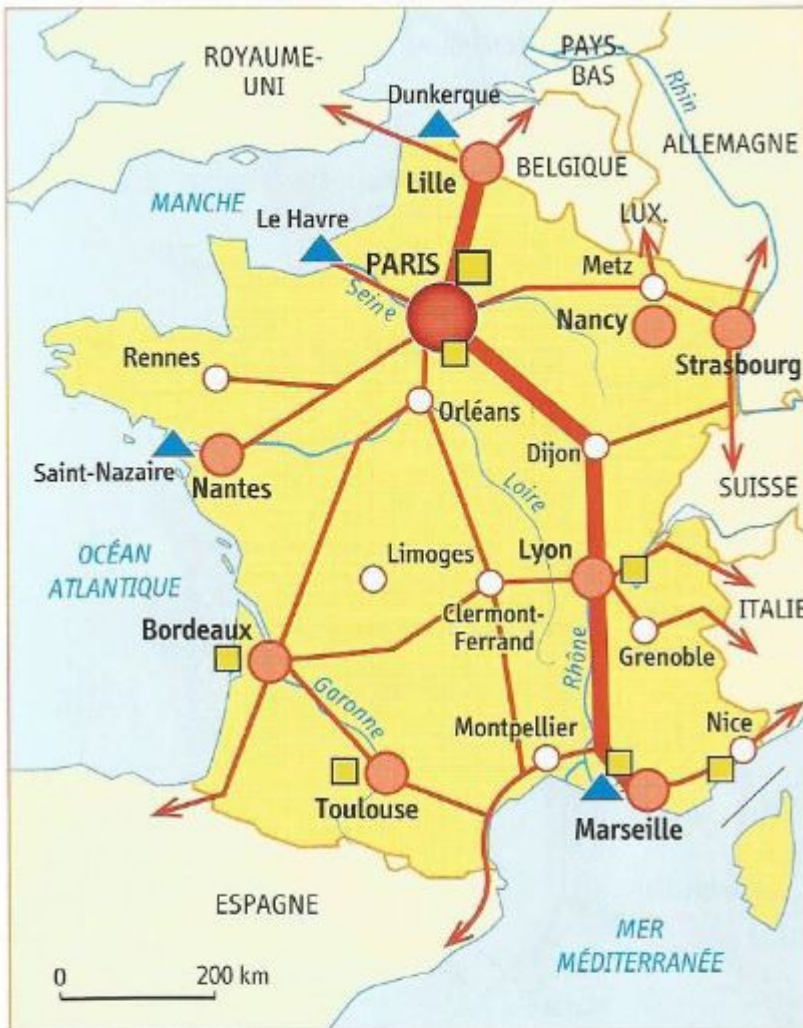 ROYAUME-
UNI
PAYS-
BAS
Rhin
Dunkerque
ALLEMAGNE
Lille
BELGIQUE
MANCHE
LUX.
Le Havre
PARIS
Metz
Seine
Nancy
Strasbourg
Rennes
Orléans
Dijon
Saint-Nazaire
Nantes
Loire
SUISSE
OCÉAN
ATLANTIQUE
Limoges
Lyon
Clermont-
Ferrand
ITALIE
Bordeaux
Grenoble
Rhône
Garonne
Montpellier
Nice
Toulouse
Marseille
ESPAGNE
MER
MÉDITERRANÉE
0 200 km